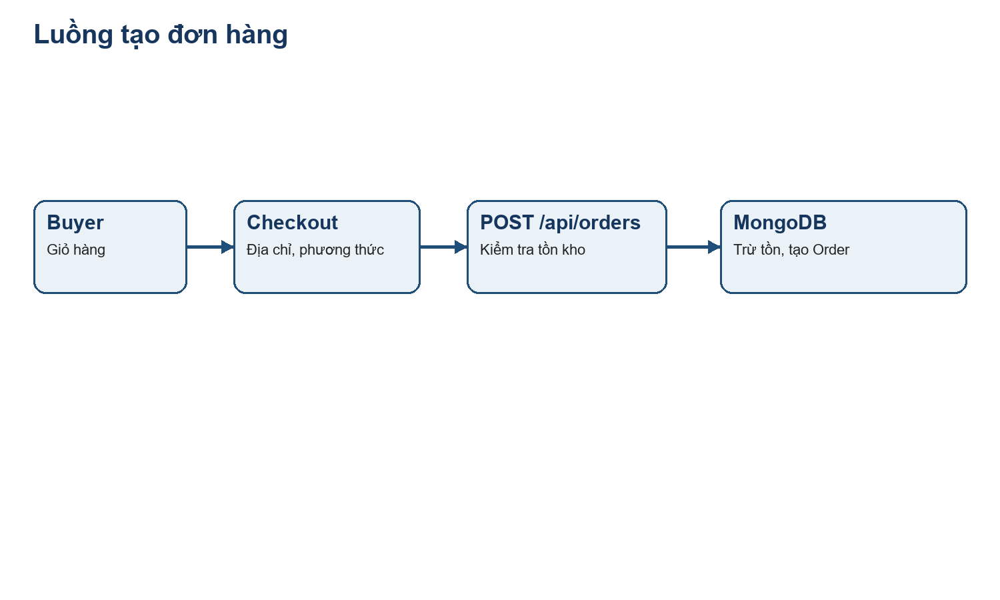 Luồng tạo đơn hàng
Buyer
Giỏ hàng
Checkout
Địa chỉ, phương thức
POST /api/orders
Kiểm tra tồn kho
MongoDB
Trừ tồn, tạo Order